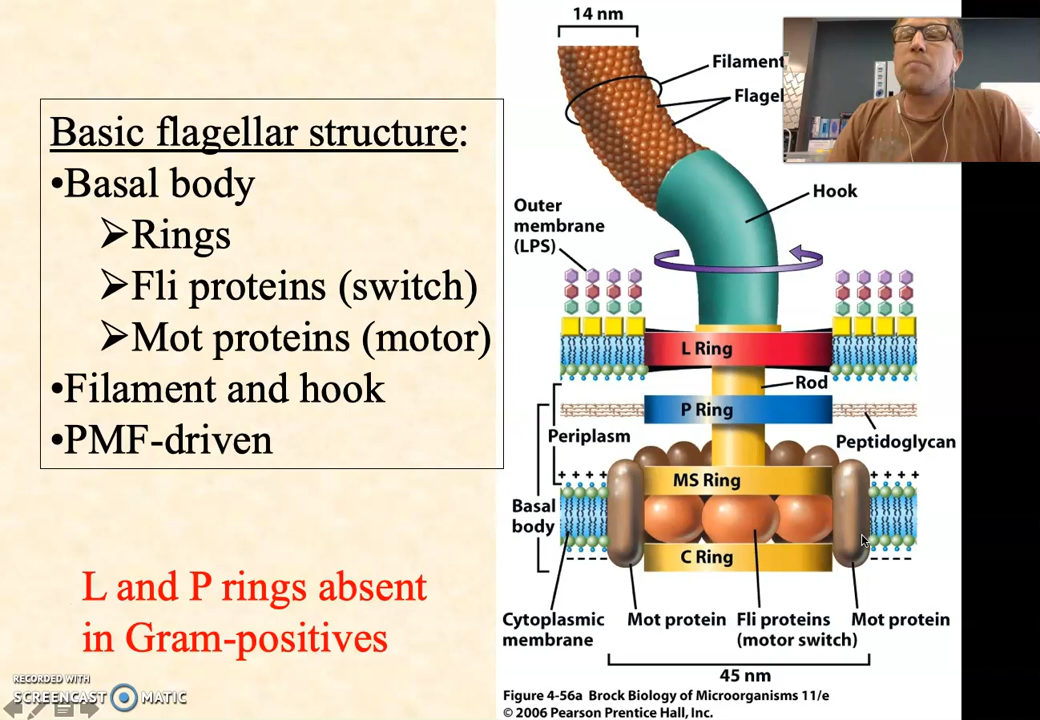 Basic flagellar structure:
•Basal body
➢Rings
➢Fli proteins (switch)
➢Mot proteins (motor)
•Filament and hook
•PMF-driven
L and P rings absent
in Gram-positives
RECORDED WITH
SCREENCAST MATIC
14 nm
Filament
Hook
Outer
membrane
(LPS)
L Ring
Rod
P Ring
Periplasm
Peptidoglycan
+ + + +
+ + + +
MS Ring
Basal
body
C Ring
- - - -
- - - -
Cytoplasmic
membrane
Mot protein
Fli proteins
(motor switch)
Mot protein
45 nm
Figure 4-56a Brock Biology of Microorganisms 11/e
© 2006 Pearson Prentice Hall, Inc.